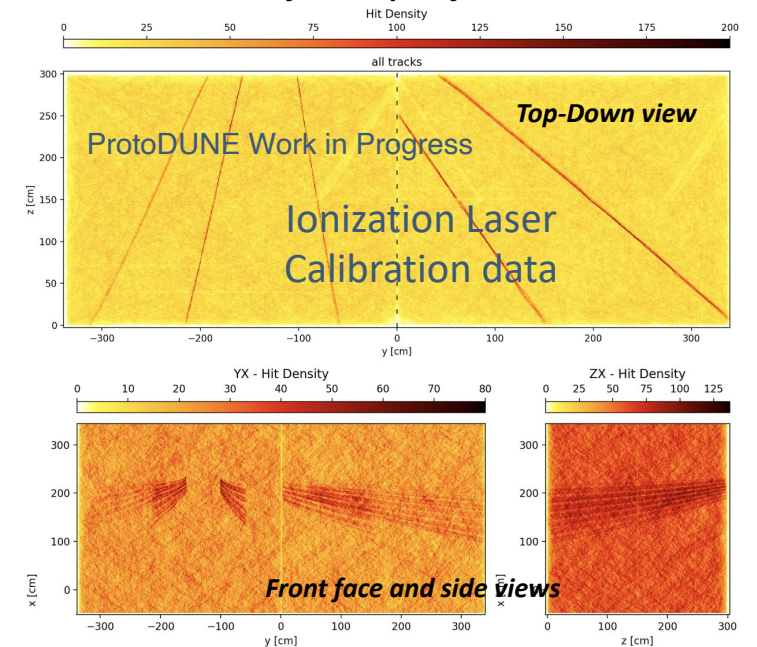 Hit Density
0 25 50 75 100 125 150 175 200
all tracks
300
250
200
150
100
50
0
z [cm]
Top-Down view
ProtoDUNE Work in Progress
Ionization Laser
Calibration data
−300 −200 −100 0 100 200 300
y [cm]
YX - Hit Density
0 10 20 30 40 50 60 70 80
300
200
100
0
x [cm]
−300 −200 −100 0 100 200 300
y [cm]
ZX - Hit Density
0 25 50 75 100 125
300
200
100
0
x [cm]
0 100 200 300
z [cm]
Front face and side views